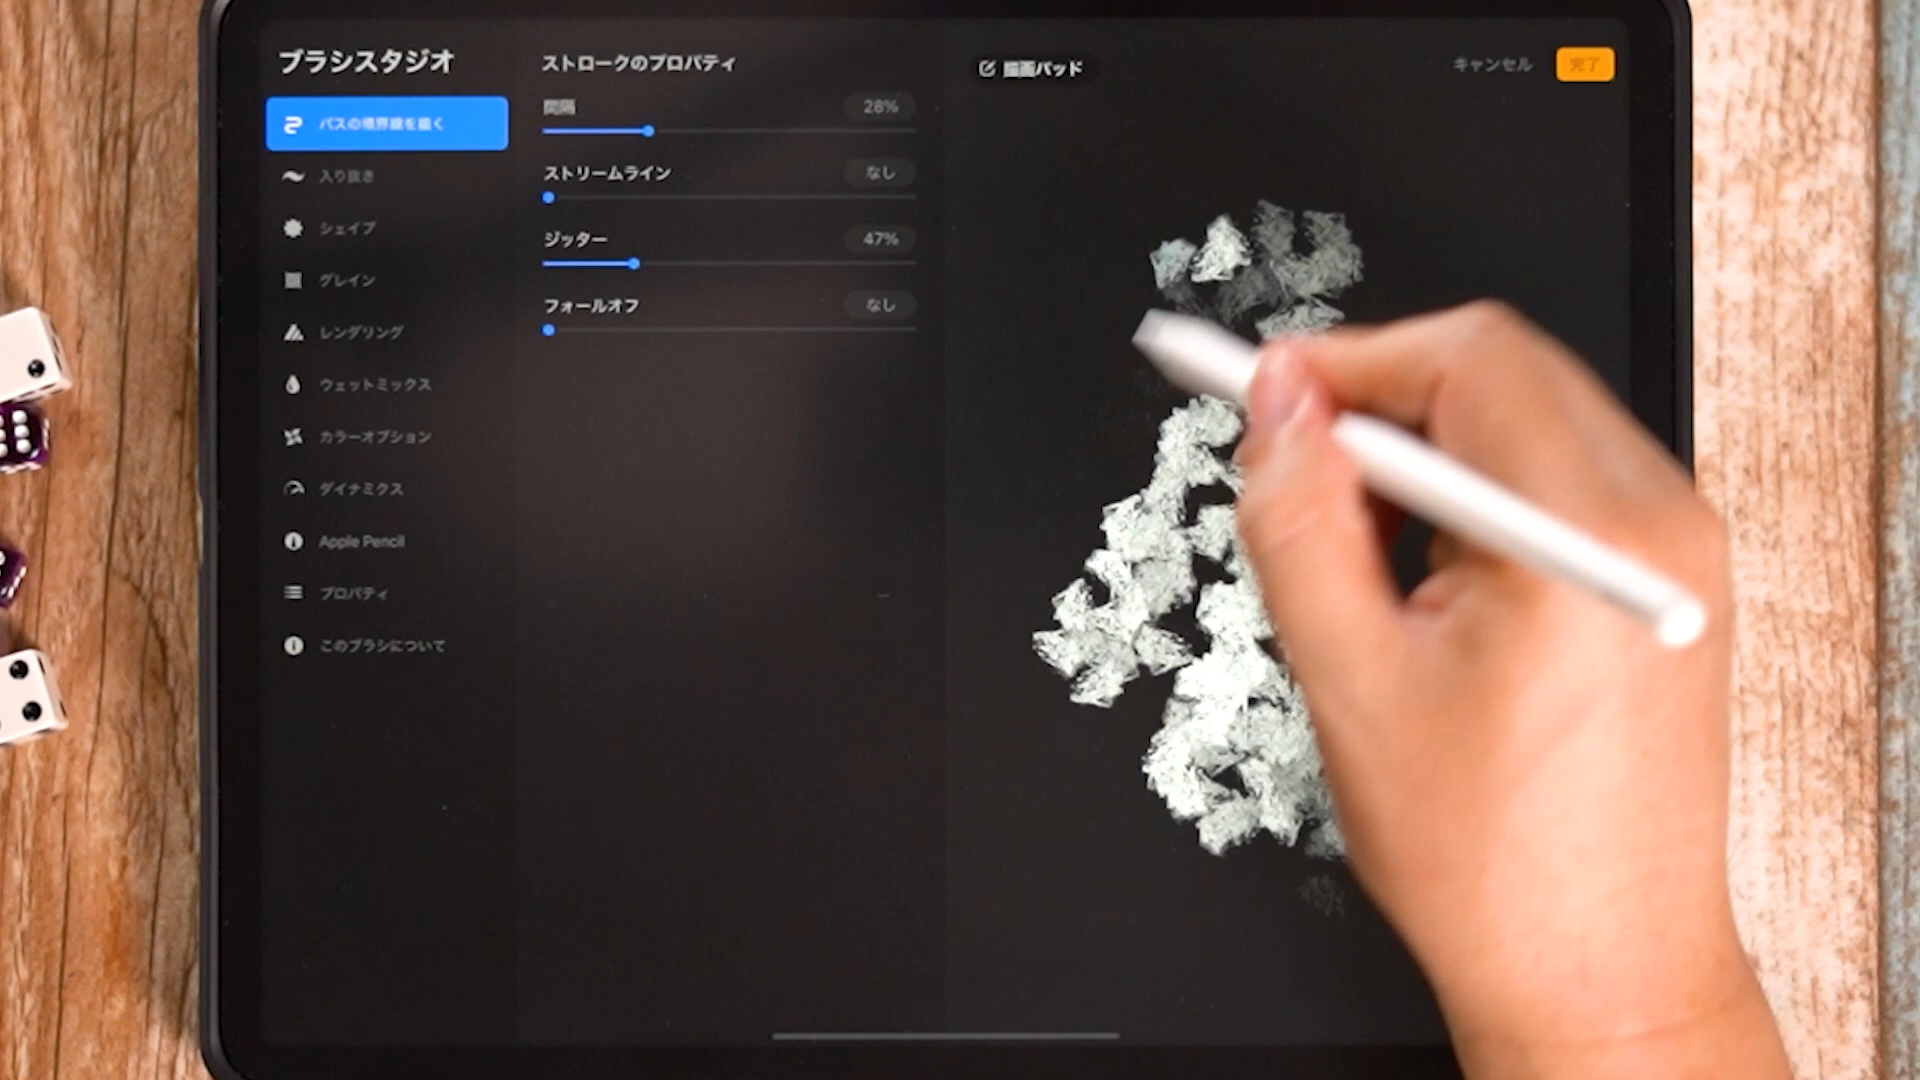 ブラシスタジオ
パスの境界線を描く
入り抜き
シェイプ
グレイン
レンダリング
ウェットミックス
カラーオプション
ダイナミクス
Apple Pencil
プロパティ
このブラシについて
ストロークのプロパティ
間隔 28%
ストリームライン なし
ジッター 47%
フォールオフ なし
描画パッド
キャンセル
完了